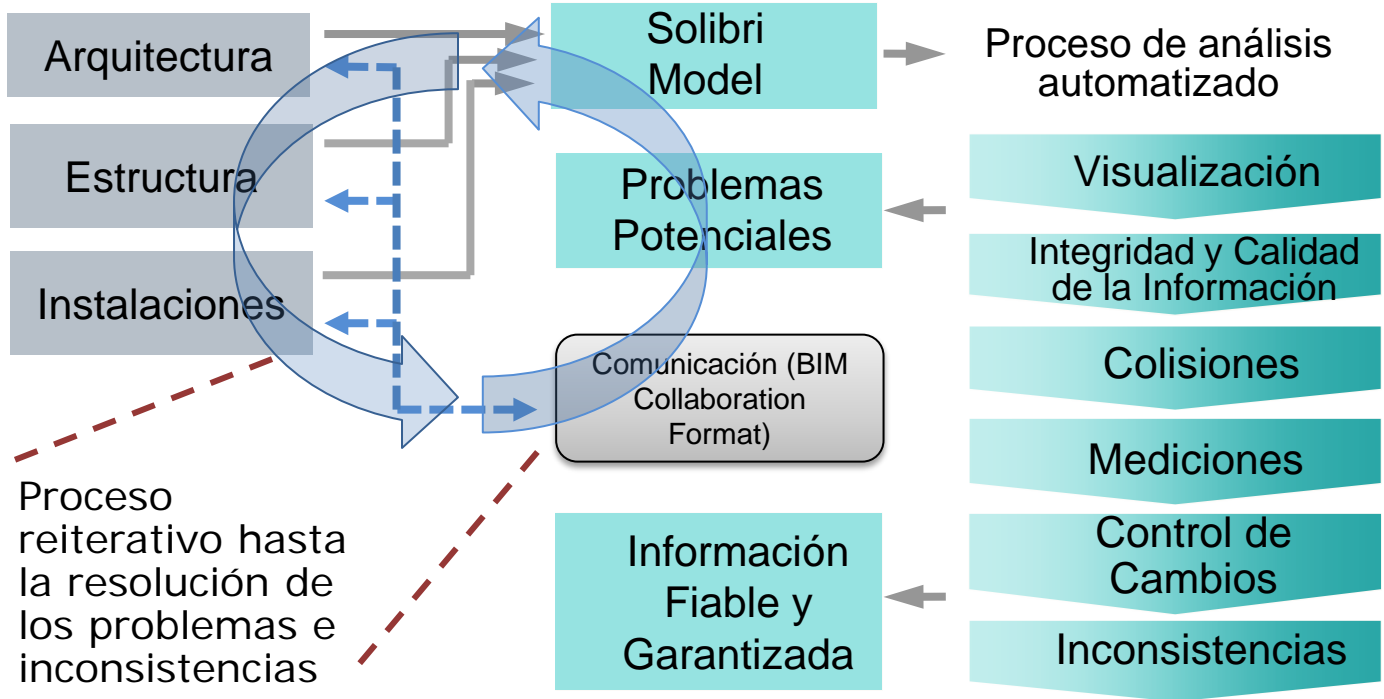 Arquitectura
Estructura
Instalaciones
Proceso
reiterativo hasta
la resolución de
los problemas e
inconsistencias
Solibri
Model
Problemas
Potenciales
Comunicación (BIM
Collaboration
Format)
Información
Fiable y
Garantizada
Proceso de análisis
automatizado
Visualización
Integridad y Calidad
de la Información
Colisiones
Mediciones
Control de
Cambios
Inconsistencias